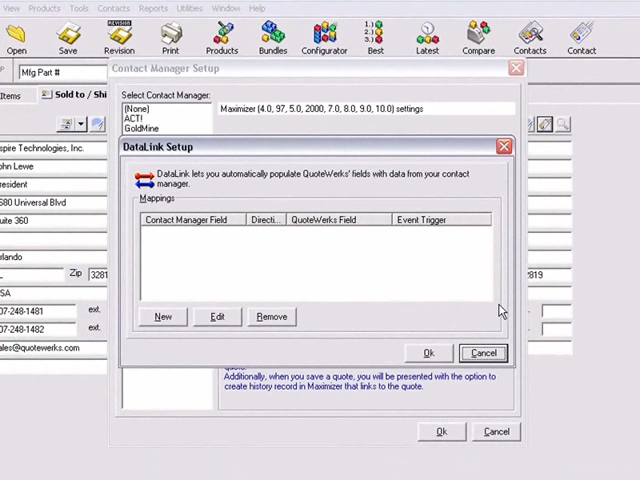 View Products Tools Contacts Reports Utilities Window Help
Open Save Revision Print Products Bundles Configurator Best Latest Compare Contacts Contact
REVISION
1.)
2.)
3.)
Mfg Part #
Contact Manager Setup
Items Sold to / Shi
Select Contact Manager:
(None)
ACT!
GoldMine
Maximizer (4.0, 97, 5.0, 2000, 7.0, 8.0, 9.0, 10.0) settings
DataLink Setup
DataLink lets you automatically populate QuoteWerks' fields with data from your contact
manager.
Mappings
Contact Manager Field Directi... QuoteWerks Field Event Trigger
New Edit Remove
Ok Cancel
spire Technologies, Inc.
ohn Lewe
resident
680 Universal Blvd
uite 360
rlando
L Zip 3281
2819
SA
07-248-1481 ext.
07-248-1482 ext.
ales@quotewerks.com
quote.
Additionally, when you save a quote, you will be presented with the option to
create history record in Maximizer that links to the quote.
Ok Cancel